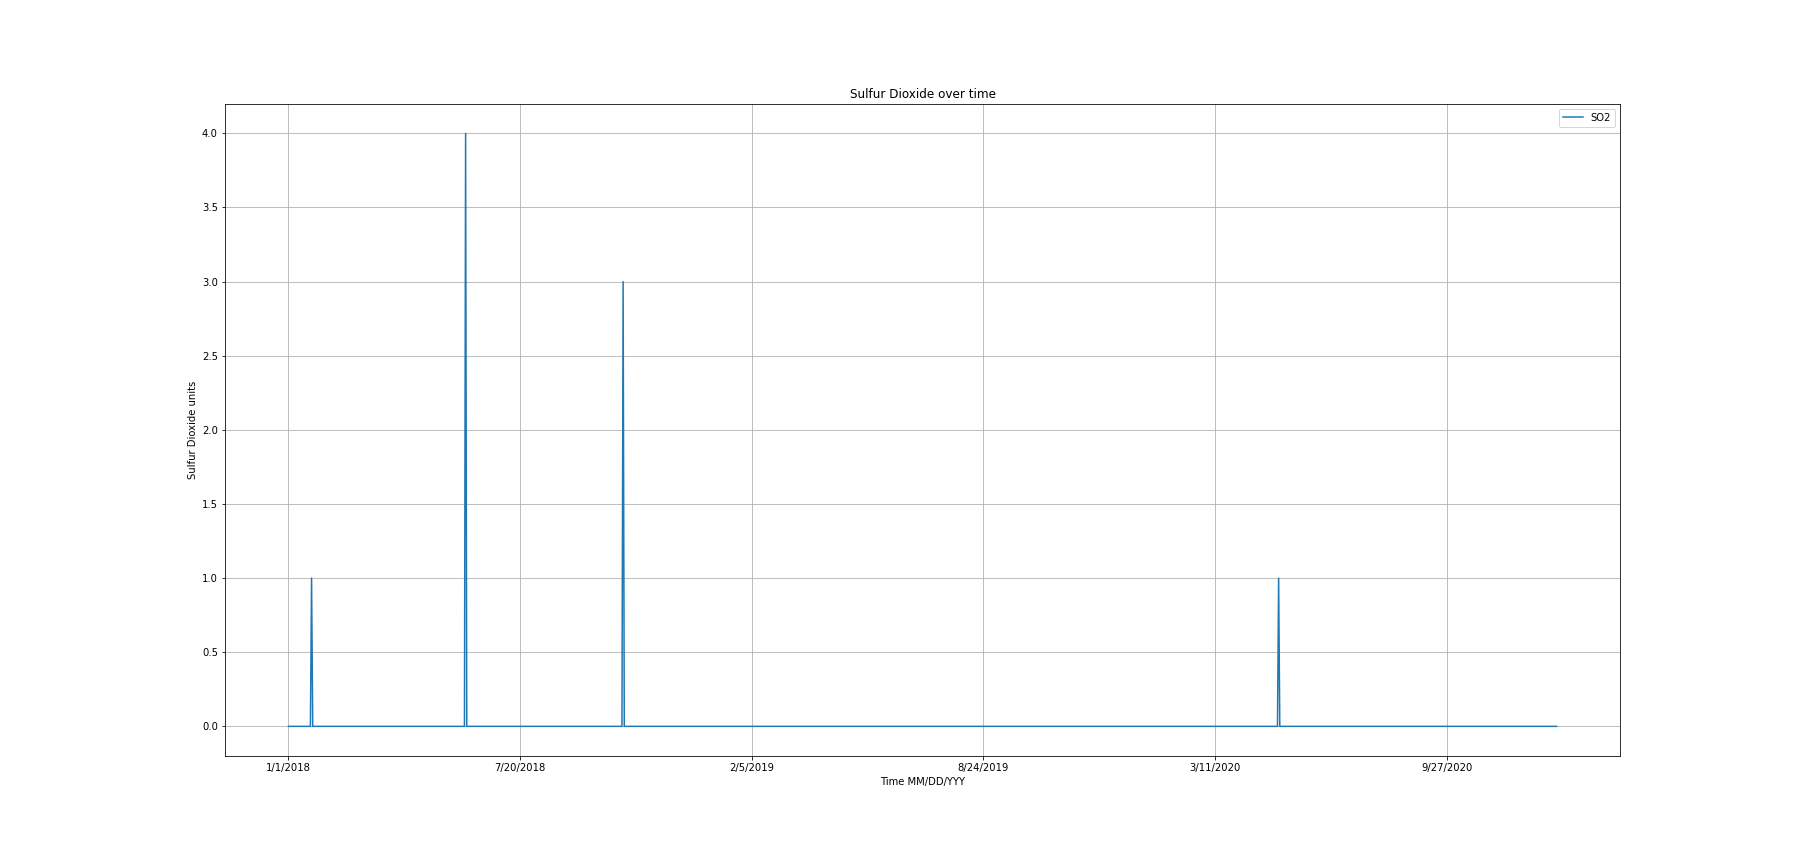 Sulfur Dioxide over time
SO2
4.0
3.5
3.0
2.5
2.0
1.5
1.0
0.5
0.0
Sulfur Dioxide units
1/1/2018 7/20/2018 2/5/2019 8/24/2019 3/11/2020 9/27/2020
Time MM/DD/YYY